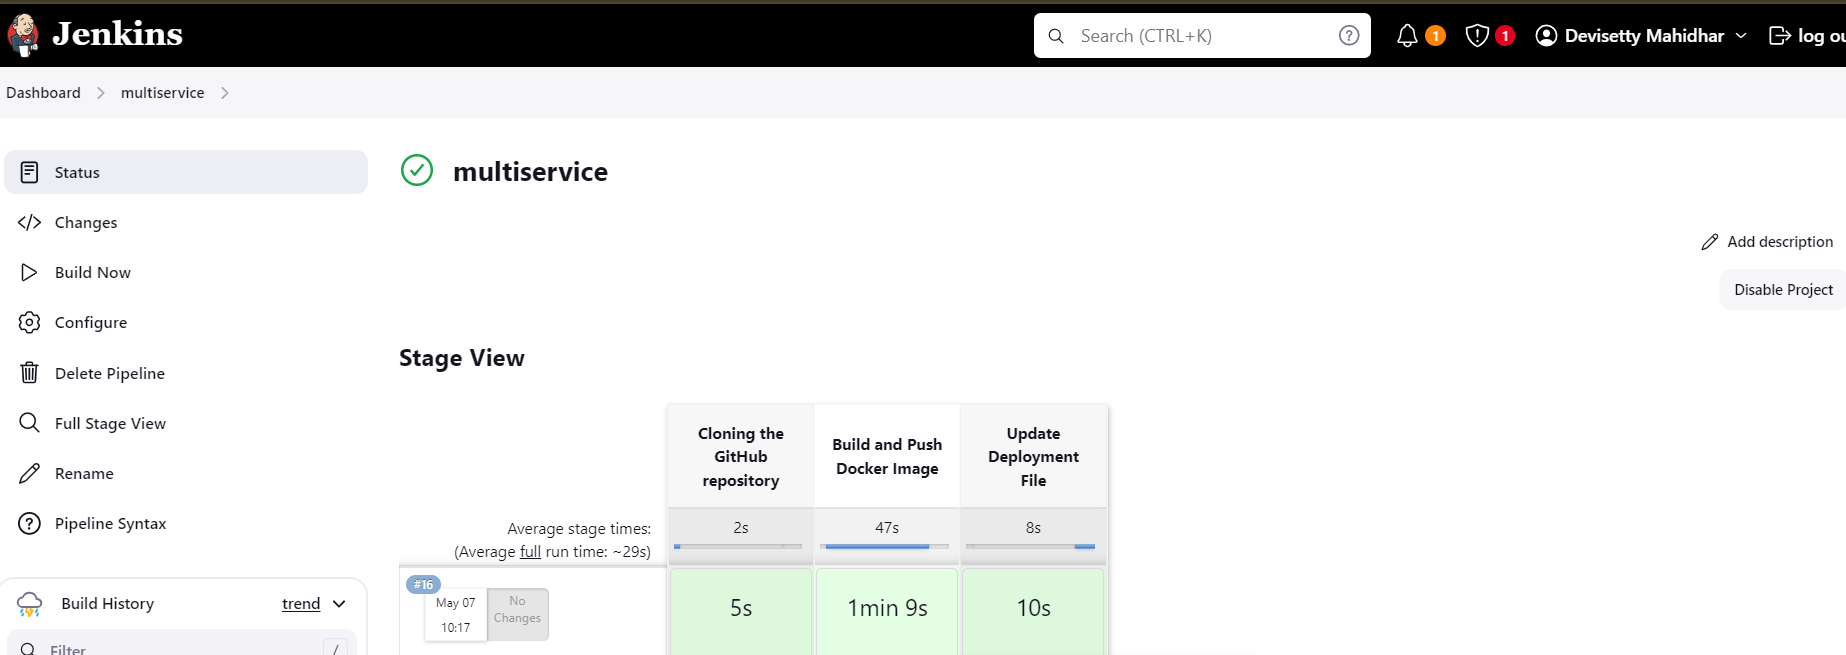 Jenkins
Search (CTRL+K)
1
1
Devisetty Mahidhar
log ou
Dashboard
multiservice
Status
Changes
Build Now
Configure
Delete Pipeline
Full Stage View
Rename
Pipeline Syntax
Build History
trend
Filter
/
multiservice
Add description
Disable Project
Stage View
Cloning the
GitHub
repository
Build and Push
Docker Image
Update
Deployment
File
Average stage times:
(Average full run time: ~29s)
2s
47s
8s
#16
May 07
10:17
No
Changes
5s
1min 9s
10s